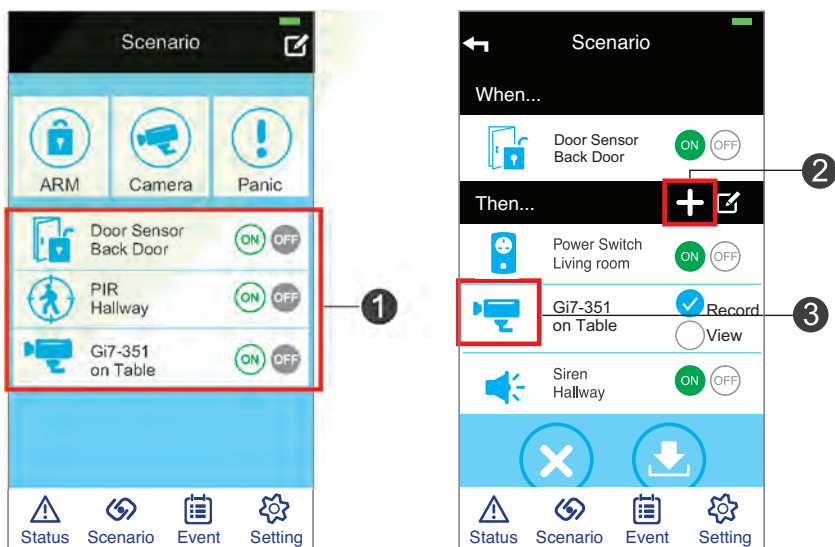 Scenario
ARM
Camera
Panic
Door Sensor
Back Door
ON OFF
PIR
Hallway
ON OFF
Gi7-351
on Table
ON OFF
1
Status Scenario Event Setting
Scenario
When...
Door Sensor
Back Door
ON OFF
2
Then...
Power Switch
Living room
ON OFF
Gi7-351
on Table
Record
View
3
Siren
Hallway
ON OFF
Status Scenario Event Setting